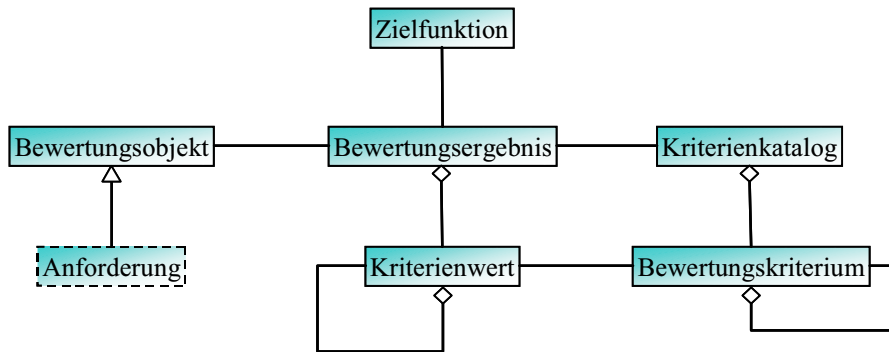 Zielfunktion
Bewertungsobjekt
Bewertungsergebnis
Kriterienkatalog
Anforderung
Kriterienwert
Bewertungskriterium